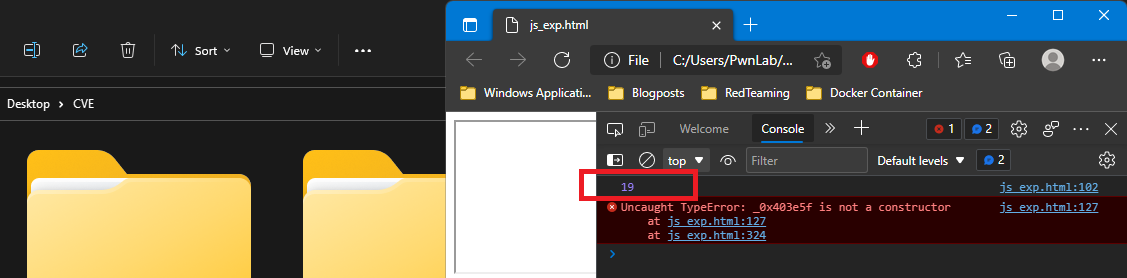 Sort
View
Desktop > CVE
js_exp.html
File
C:/Users/PwnLab/...
Windows Applicati...
Blogposts
RedTeaming
Docker Container
Welcome
Console
1
2
top
Filter
Default levels
2
19
js_exp.html:102
Uncaught TypeError: _0x403e5f is not a constructor
js_exp.html:127
at js_exp.html:127
at js_exp.html:324